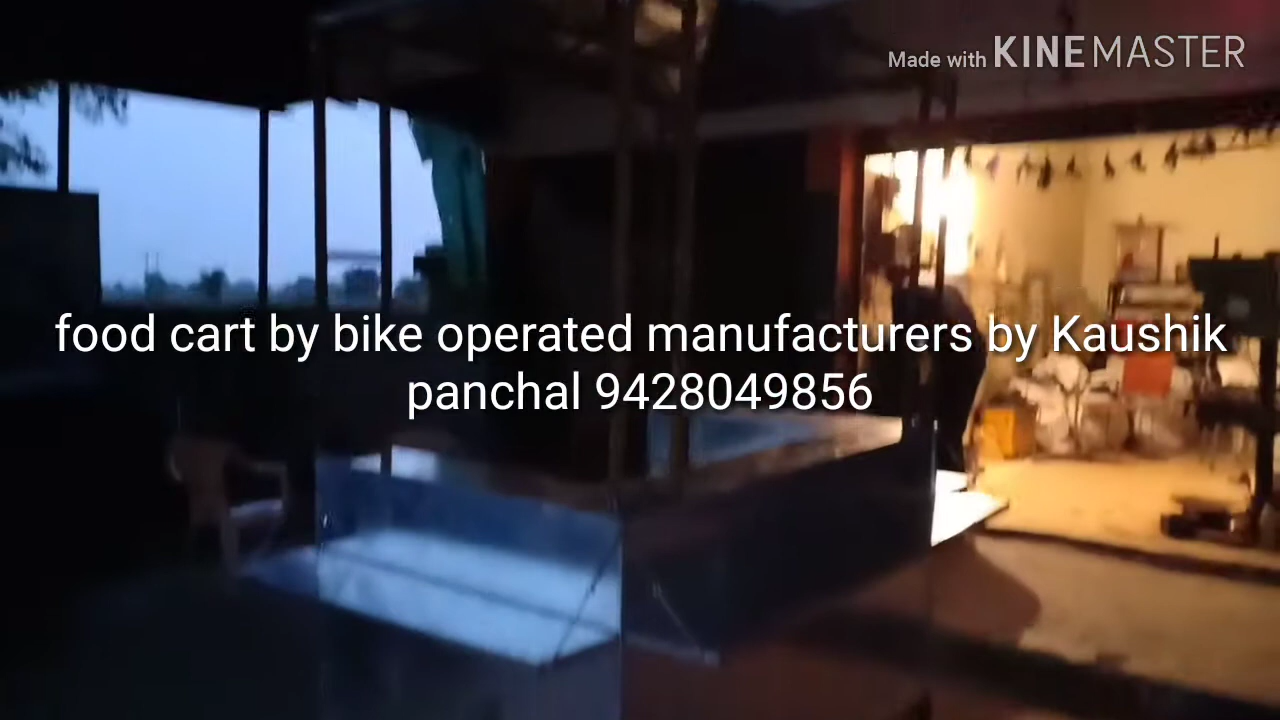 Made with KINEMASTER
food cart by bike operated manufacturers by Kaushik
panchal 9428049856